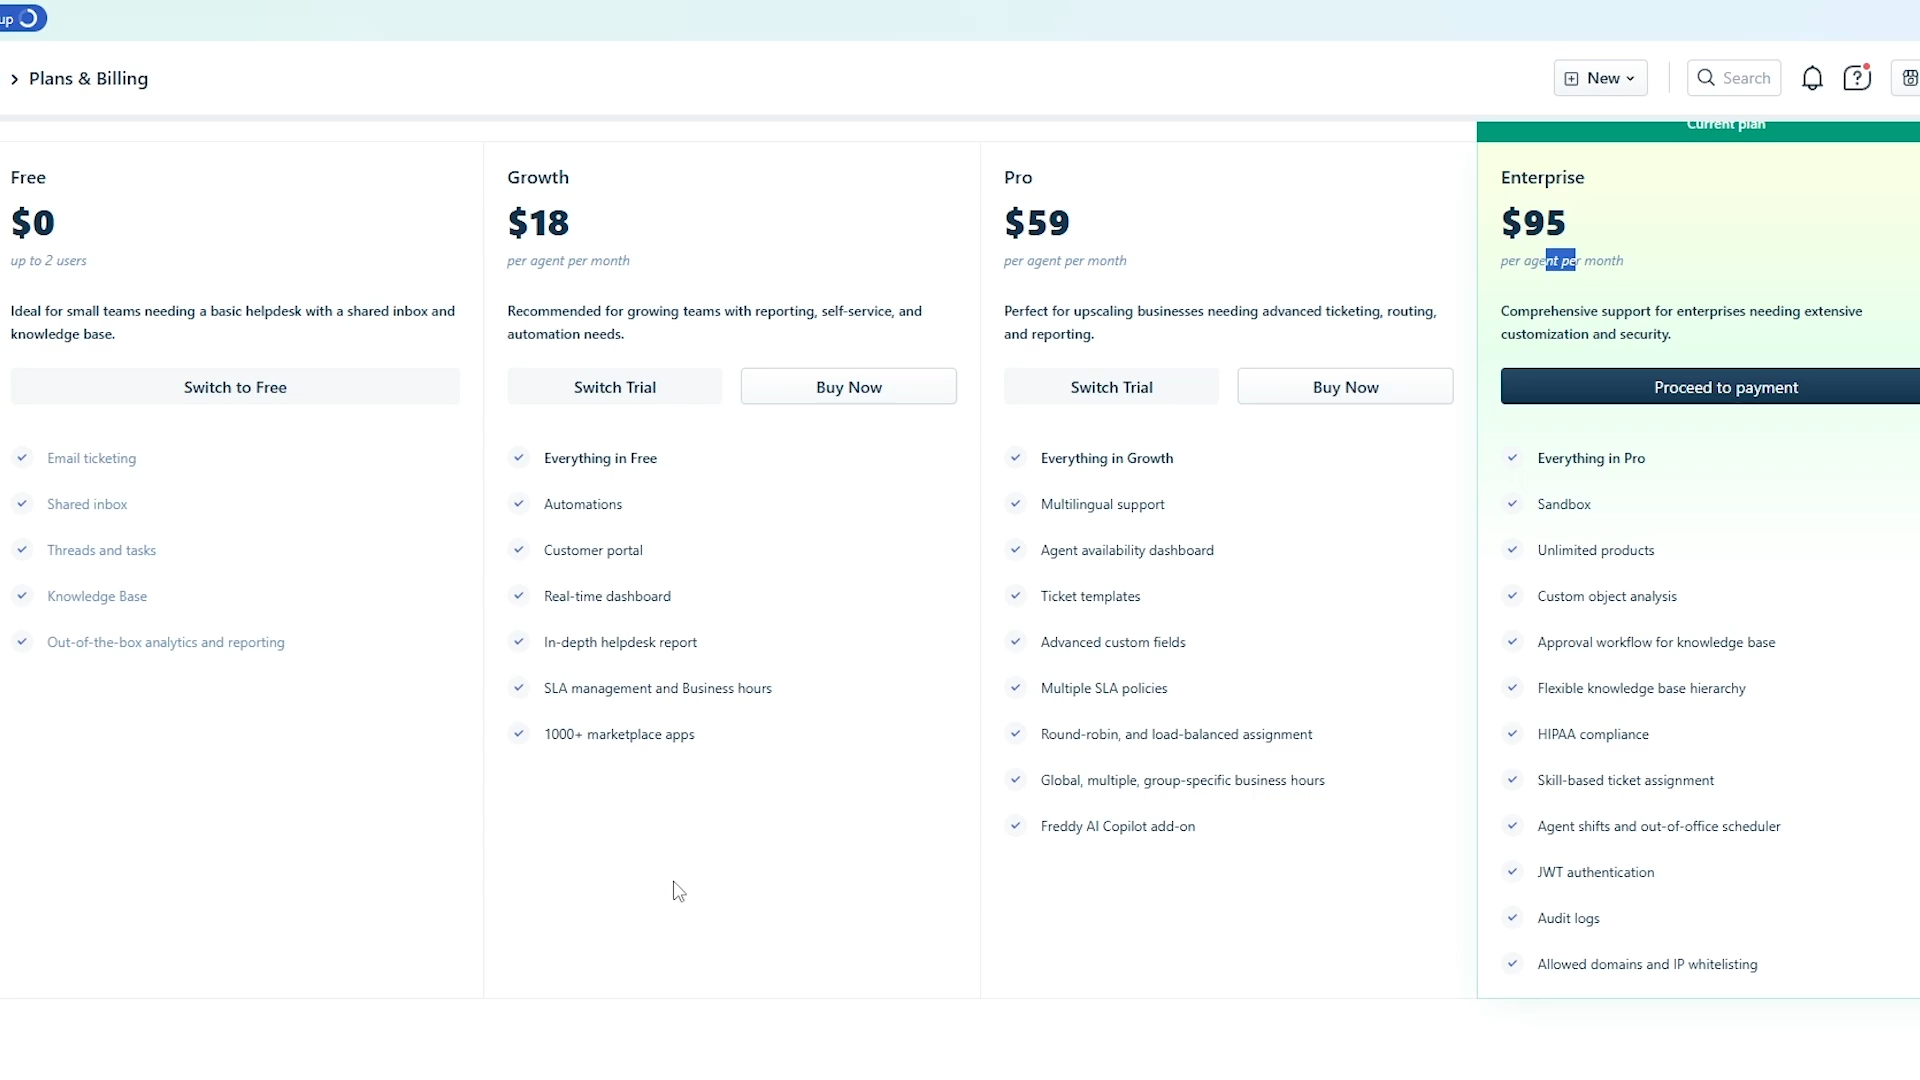 up
Plans & Billing
New
Search
Current plan
Free
$0
up to 2 users
Ideal for small teams needing a basic helpdesk with a shared inbox and
knowledge base.
Switch to Free
Email ticketing
Shared inbox
Threads and tasks
Knowledge Base
Out-of-the-box analytics and reporting
Growth
$18
per agent per month
Recommended for growing teams with reporting, self-service, and
automation needs.
Switch Trial
Buy Now
Everything in Free
Automations
Customer portal
Real-time dashboard
In-depth helpdesk report
SLA management and Business hours
1000+ marketplace apps
Pro
$59
per agent per month
Perfect for upscaling businesses needing advanced ticketing, routing,
and reporting.
Switch Trial
Buy Now
Everything in Growth
Multilingual support
Agent availability dashboard
Ticket templates
Advanced custom fields
Multiple SLA policies
Round-robin, and load-balanced assignment
Global, multiple, group-specific business hours
Freddy AI Copilot add-on
Enterprise
$95
per agent per month
Comprehensive support for enterprises needing extensive
customization and security.
Proceed to payment
Everything in Pro
Sandbox
Unlimited products
Custom object analysis
Approval workflow for knowledge base
Flexible knowledge base hierarchy
HIPAA compliance
Skill-based ticket assignment
Agent shifts and out-of-office scheduler
JWT authentication
Audit logs
Allowed domains and IP whitelisting